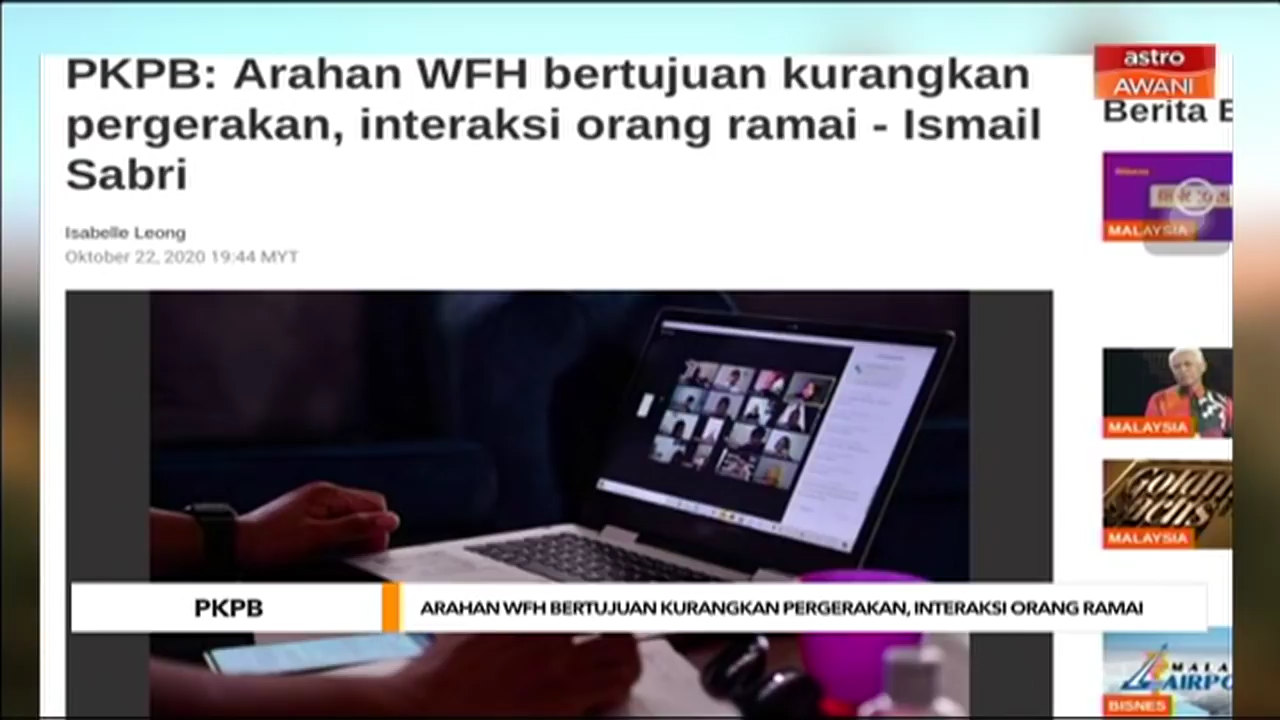 PKPB: Arahan WFH bertujuan kurangkan
pergerakan, interaksi orang ramai - Ismail
Sabri
Isabelle Leong
Oktober 22, 2020 19:44 MYT
astro
AWANI
Berita
MALAYSIA
MALAYSIA
MALAYSIA
BISNES
PKPB
ARAHAN WFH BERTUJUAN KURANGKAN PERGERAKAN, INTERAKSI ORANG RAMAI